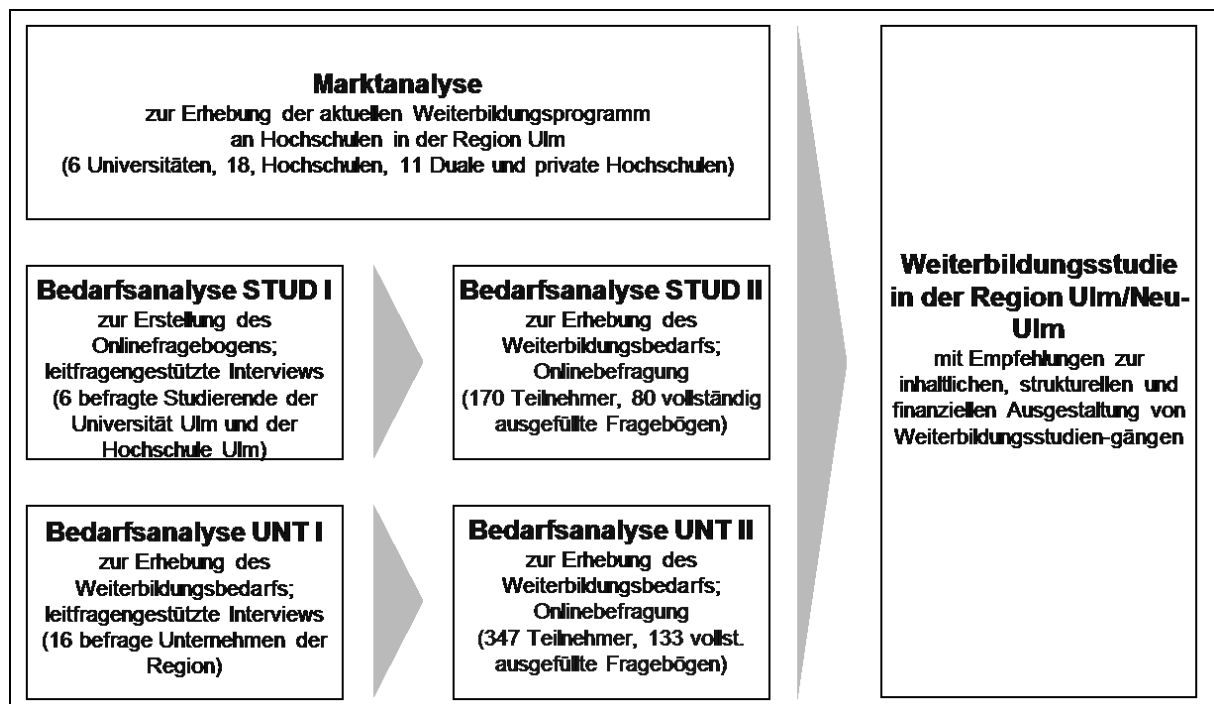 Marktanalyse
zur Erhebung der aktuellen Weiterbildungsprogramm
an Hochschulen in der Region Ulm
(6 Universitäten, 18, Hochschulen, 11 Duale und private Hochschulen)
Bedarfsanalyse STUD I
zur Erstellung des
Onlinefragebogens;
leitfragengestützte Interviews
(6 befragte Studierende der
Universität Ulm und der
Hochschule Ulm)
Bedarfsanalyse STUD II
zur Erhebung des
Weiterbildungsbedarfs;
Onlinebefragung
(170 Teilnehmer, 80 vollständig
ausgefüllte Fragebögen)
Bedarfsanalyse UNT I
zur Erhebung des
Weiterbildungsbedarfs;
leitfragengestützte Interviews
(16 befrage Unternehmen der
Region)
Bedarfsanalyse UNT II
zur Erhebung des
Weiterbildungsbedarfs;
Onlinebefragung
(347 Teilnehmer, 133 vollst.
ausgefüllte Fragebögen)
Weiterbildungsstudie
in der Region Ulm/Neu-
Ulm
mit Empfehlungen zur
inhaltlichen, strukturellen und
finanziellen Ausgestaltung von
Weiterbildungsstudien-gängen